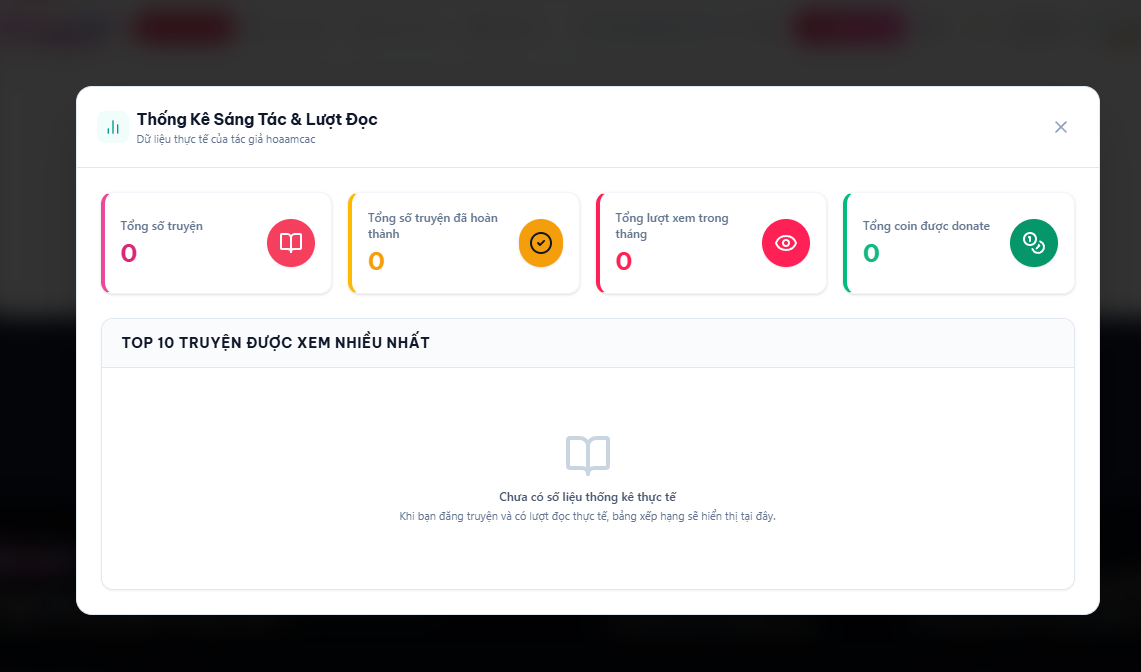 Thống Kê Sáng Tác & Lượt Đọc
Dữ liệu thực tế của tác giả hoaamcac
Tổng số truyện
0
Tổng số truyện đã hoàn
thành
0
Tổng lượt xem trong
tháng
0
Tổng coin được donate
0
TOP 10 TRUYỆN ĐƯỢC XEM NHIỀU NHẤT
Chưa có số liệu thống kê thực tế
Khi bạn đăng truyện và có lượt đọc thực tế, bảng xếp hạng sẽ hiển thị tại đây.